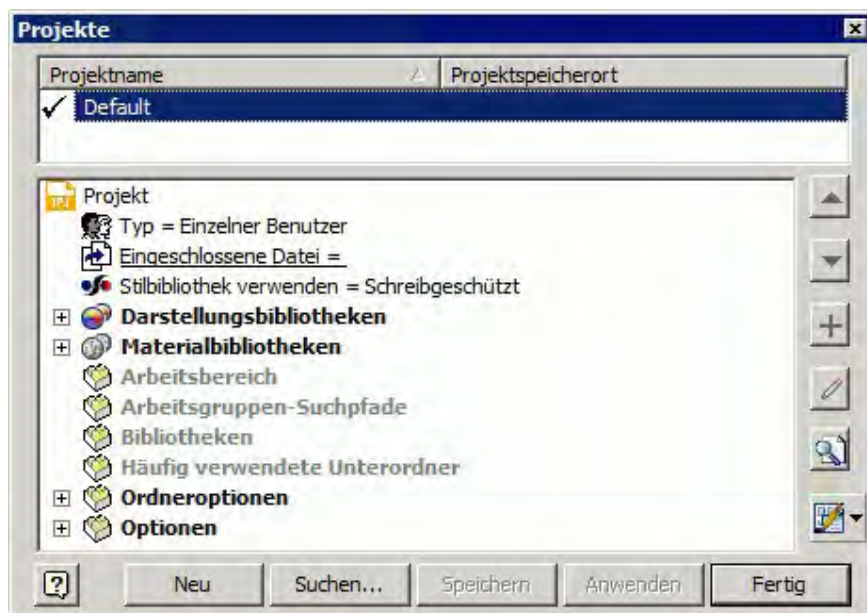 Projekte
Projektname Projektspeicherort
Default
Projekt
Typ = Einzelner Benutzer
Eingeschlossene Datei =
Stilbibliothek verwenden = Schreibgeschützt
Darstellungsbibliotheken
Materialbibliotheken
Arbeitsbereich
Arbeitsgruppen-Suchpfade
Bibliotheken
Häufig verwendete Unterordner
Ordneroptionen
Optionen
Neu Suchen... Speichern Anwenden Fertig